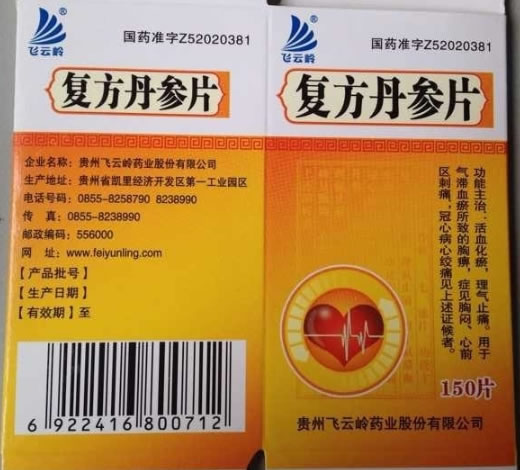 飞云岭®
国药准字Z52020381
复方丹参片
企业名称：贵州飞云岭药业股份有限公司
生产地址：贵州省凯里经济开发区第一工业园区
电话号码：0855-8258790 8238990
传 真：0855-8238990
邮政编码：556000
网 址：www.feiyunling.com
【产品批号】
【生产日期】
【有效期】至
6 922416 800712
飞云岭®
国药准字Z52020381
复方丹参片
功能主治：活血化瘀，理气止痛。用于
气滞血瘀所致的胸痹，症见胸闷、心前
区刺痛；冠心病心绞痛见上述证候者。
150片
贵州飞云岭药业股份有限公司